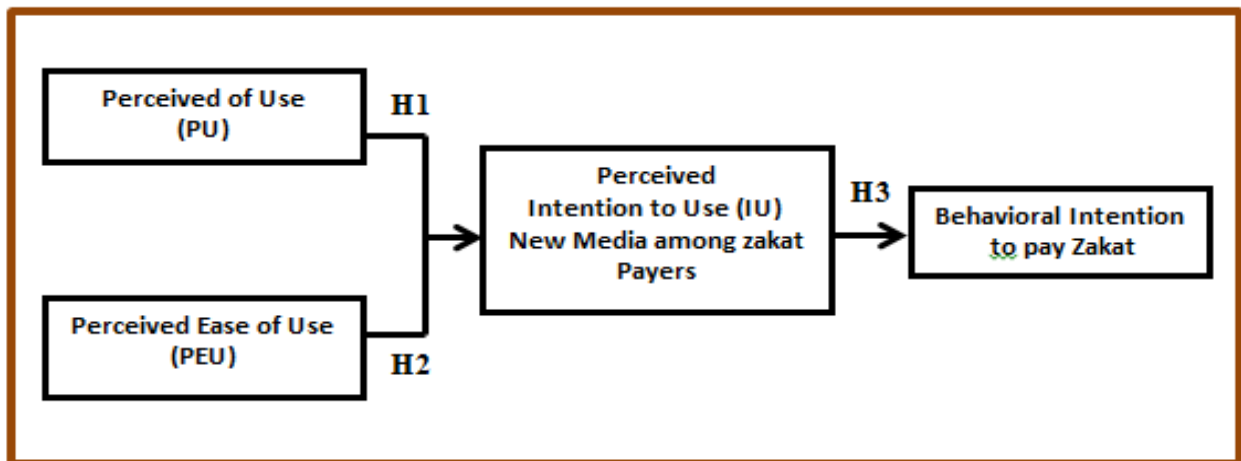 Perceived of Use
(PU)
H1
Perceived
Intention to Use (IU)
New Media among zakat
Payers
H3
Behavioral Intention
to pay Zakat
Perceived Ease of Use
(PEU)
H2